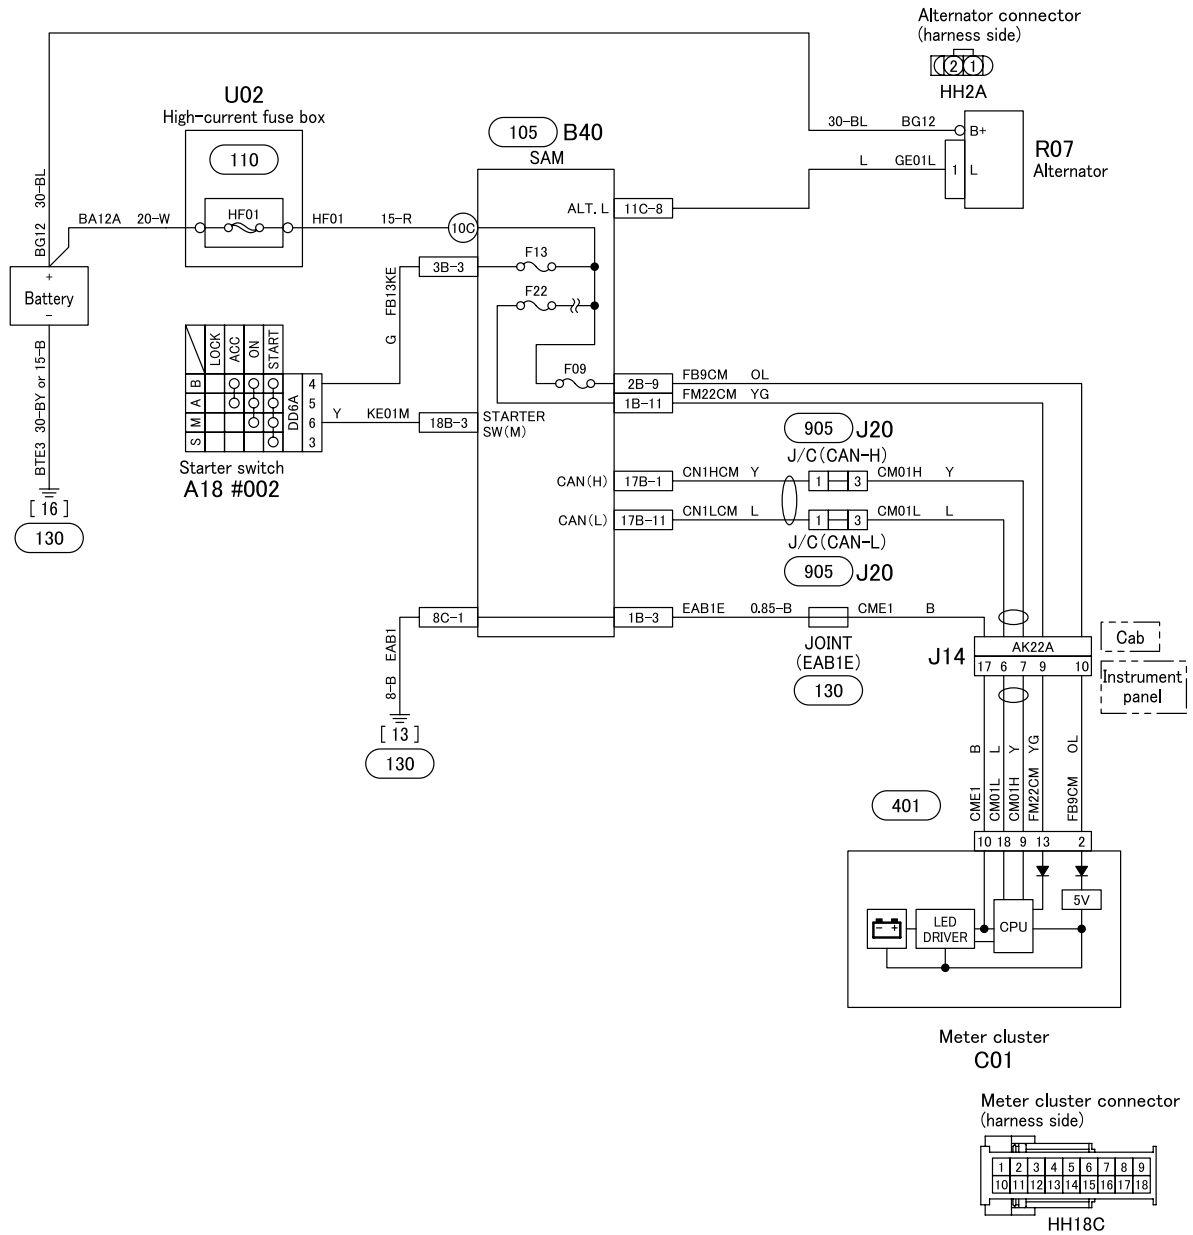 Alternator connector
(harness side)
2 1
HH2A
U02
High-current fuse box
110
105 B40
SAM
30-BL BG12
B+
R07
Alternator
L GE01L 1 L
ALT. L 11C-8
BG12 30-BL
BA12A 20-W HF01 HF01 15-R 10C
+
Battery
-
3B-3 F13
F22
G FB13KE
F09
2B-9 FB9CM OL
1B-11 FM22CM YG
LOCK ACC ON START
B 4
A 5
M 6
S 3
DD6A
Y KE01M 18B-3 STARTER
SW(M)
Starter switch
A18 #002
BTE3 30-BY or 15-B
[ 16 ]
130
905 J20
J/C(CAN-H)
CAN(H) 17B-1 CN1HCM Y 1 3 CM01H Y
CAN(L) 17B-11 CN1LCM L 1 3 CM01L L
J/C(CAN-L)
905 J20
8C-1 1B-3 EAB1E 0.85-B CME1 B
JOINT
(EAB1E)
130
8-B EAB1
[ 13 ]
130
J14 AK22A
17 6 7 9 10
Cab
Instrument
panel
CME1 B
CM01L L
CM01H Y
FM22CM YG
FB9CM OL
401
10 18 9 13 2
5V
- +
LED
DRIVER
CPU
Meter cluster
C01
Meter cluster connector
(harness side)
1 2 3 4 5 6 7 8 9
10 11 12 13 14 15 16 17 18
HH18C